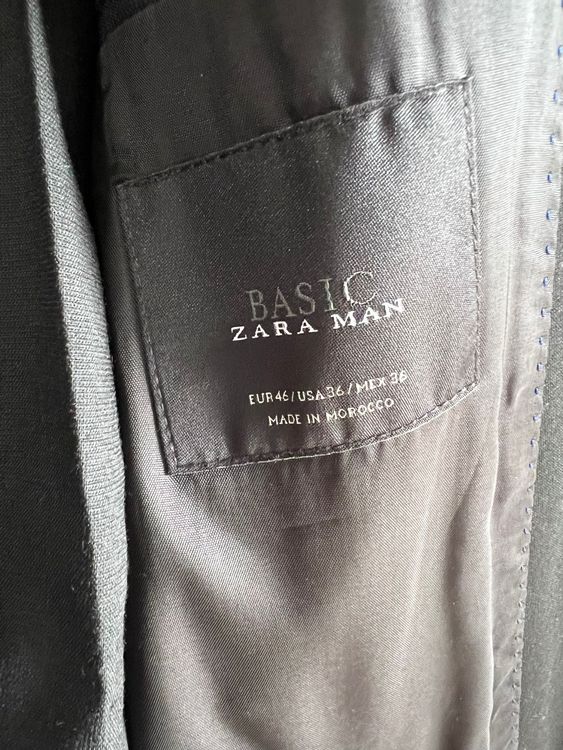 BASIC
ZARA MAN
EUR46/USA36/MEX 36
MADE IN MOROCCO